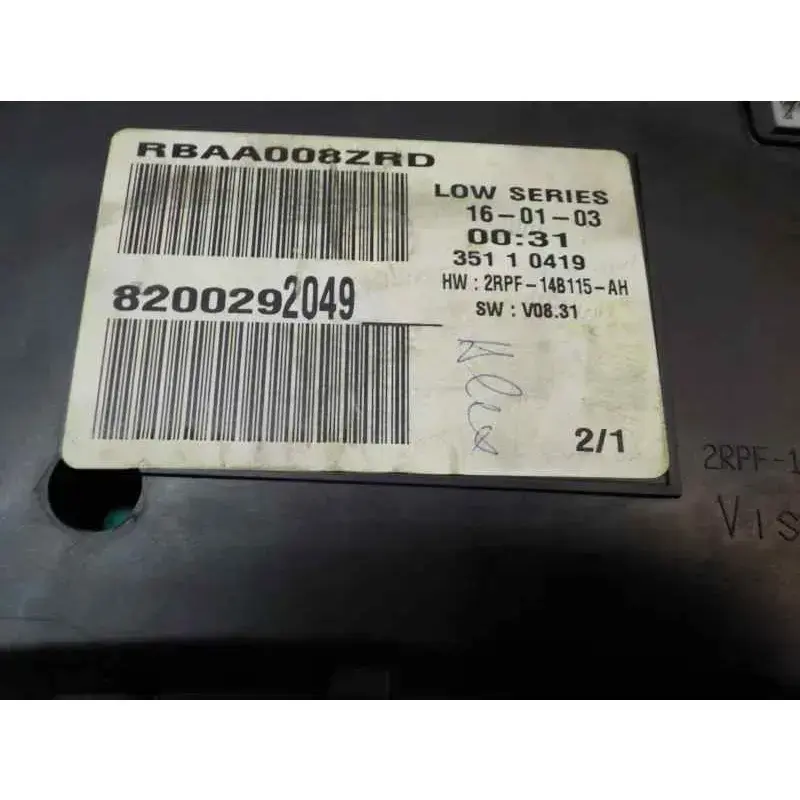 RBAA008ZRD
LOW SERIES
16-01-03
00:31
351 1 0419
HW : 2RPF-14B115-AH
SW : V08.31
8200292049
2/1
2RPF-1
VIS